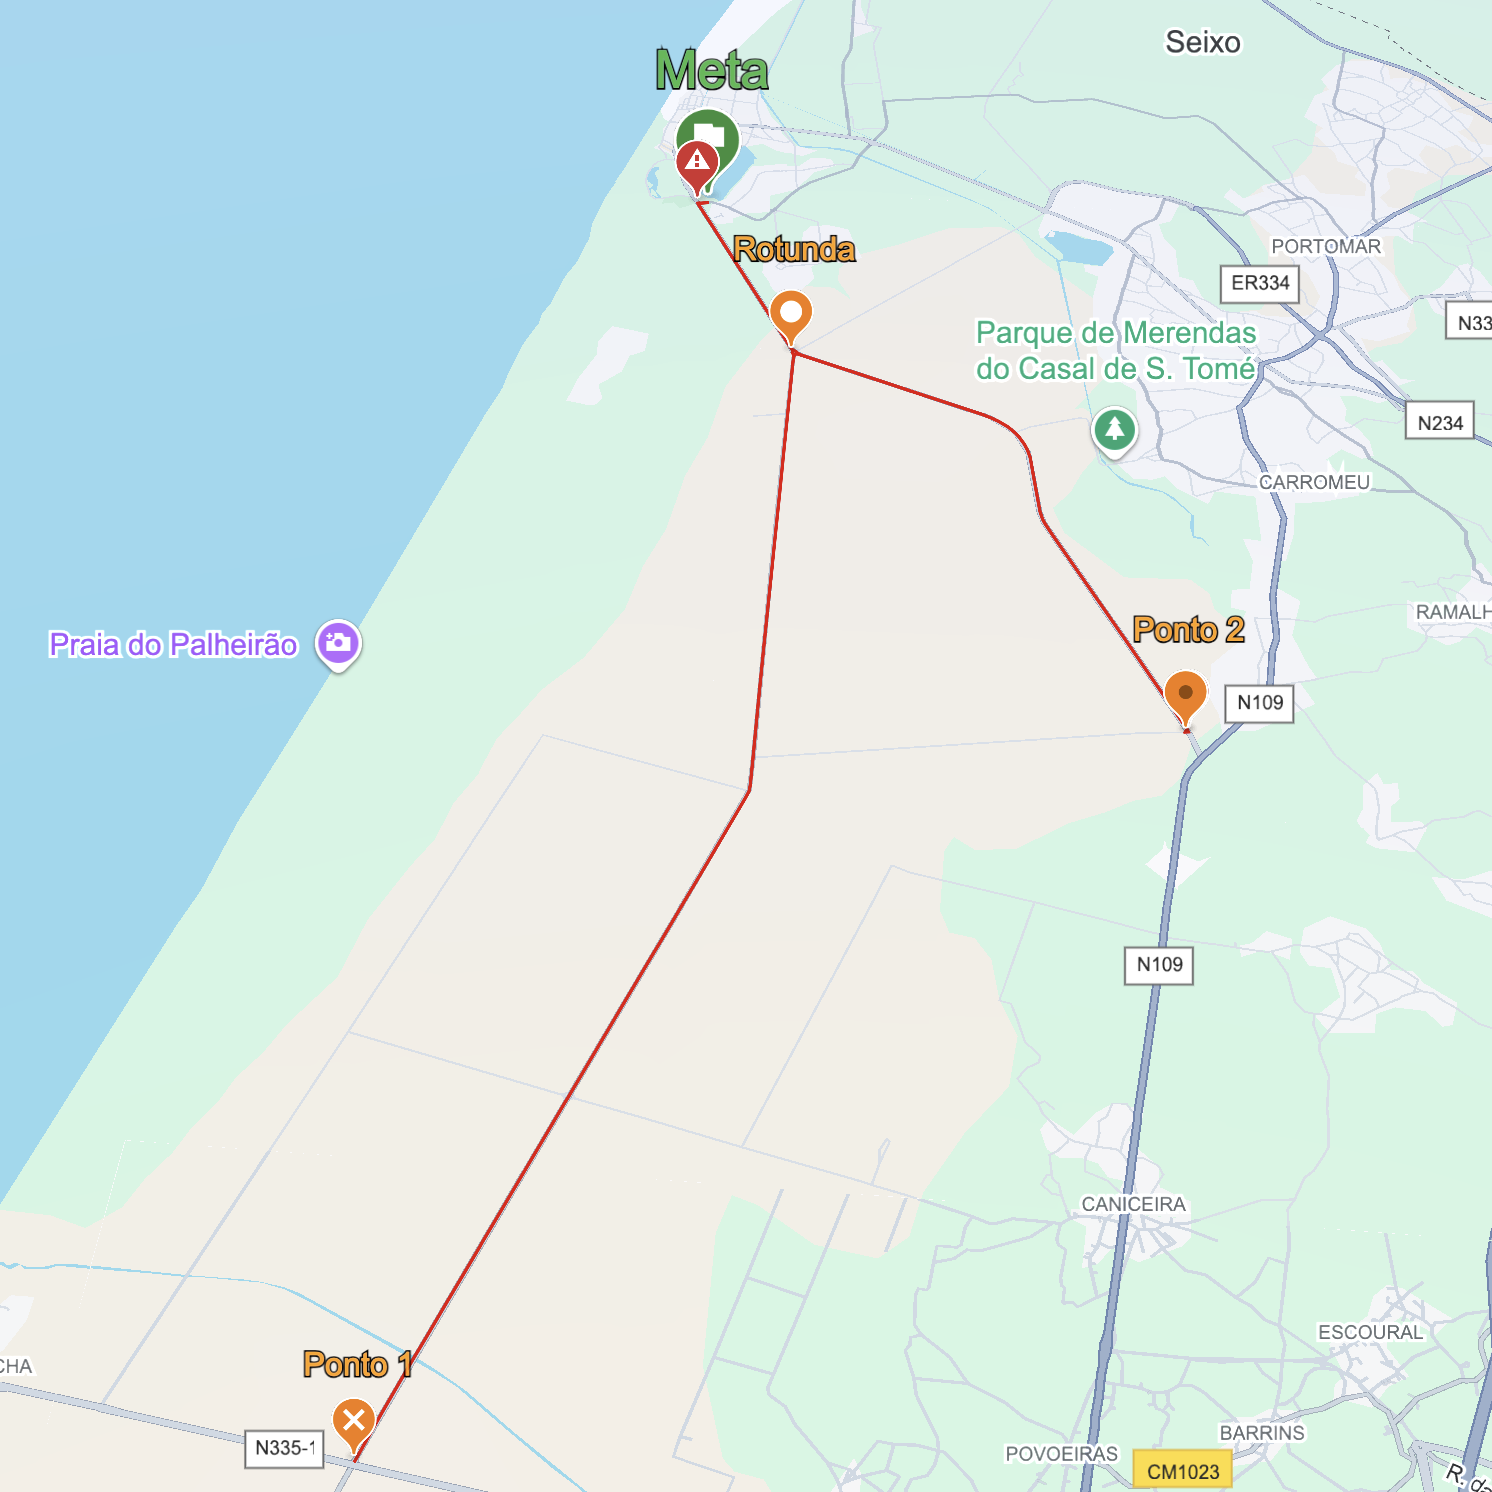 Seixo
Meta
Rotunda
PORTOMAR
ER334
N33
Parque de Merendas
do Casal de S. Tomé
N234
CARROMEU
RAMALH
Ponto 2
Praia do Palheirão
N109
N109
CANICEIRA
ESCOURAL
Ponto 1
CHA
N335-1
BARRINS
POVOEIRAS
CM1023
R. do